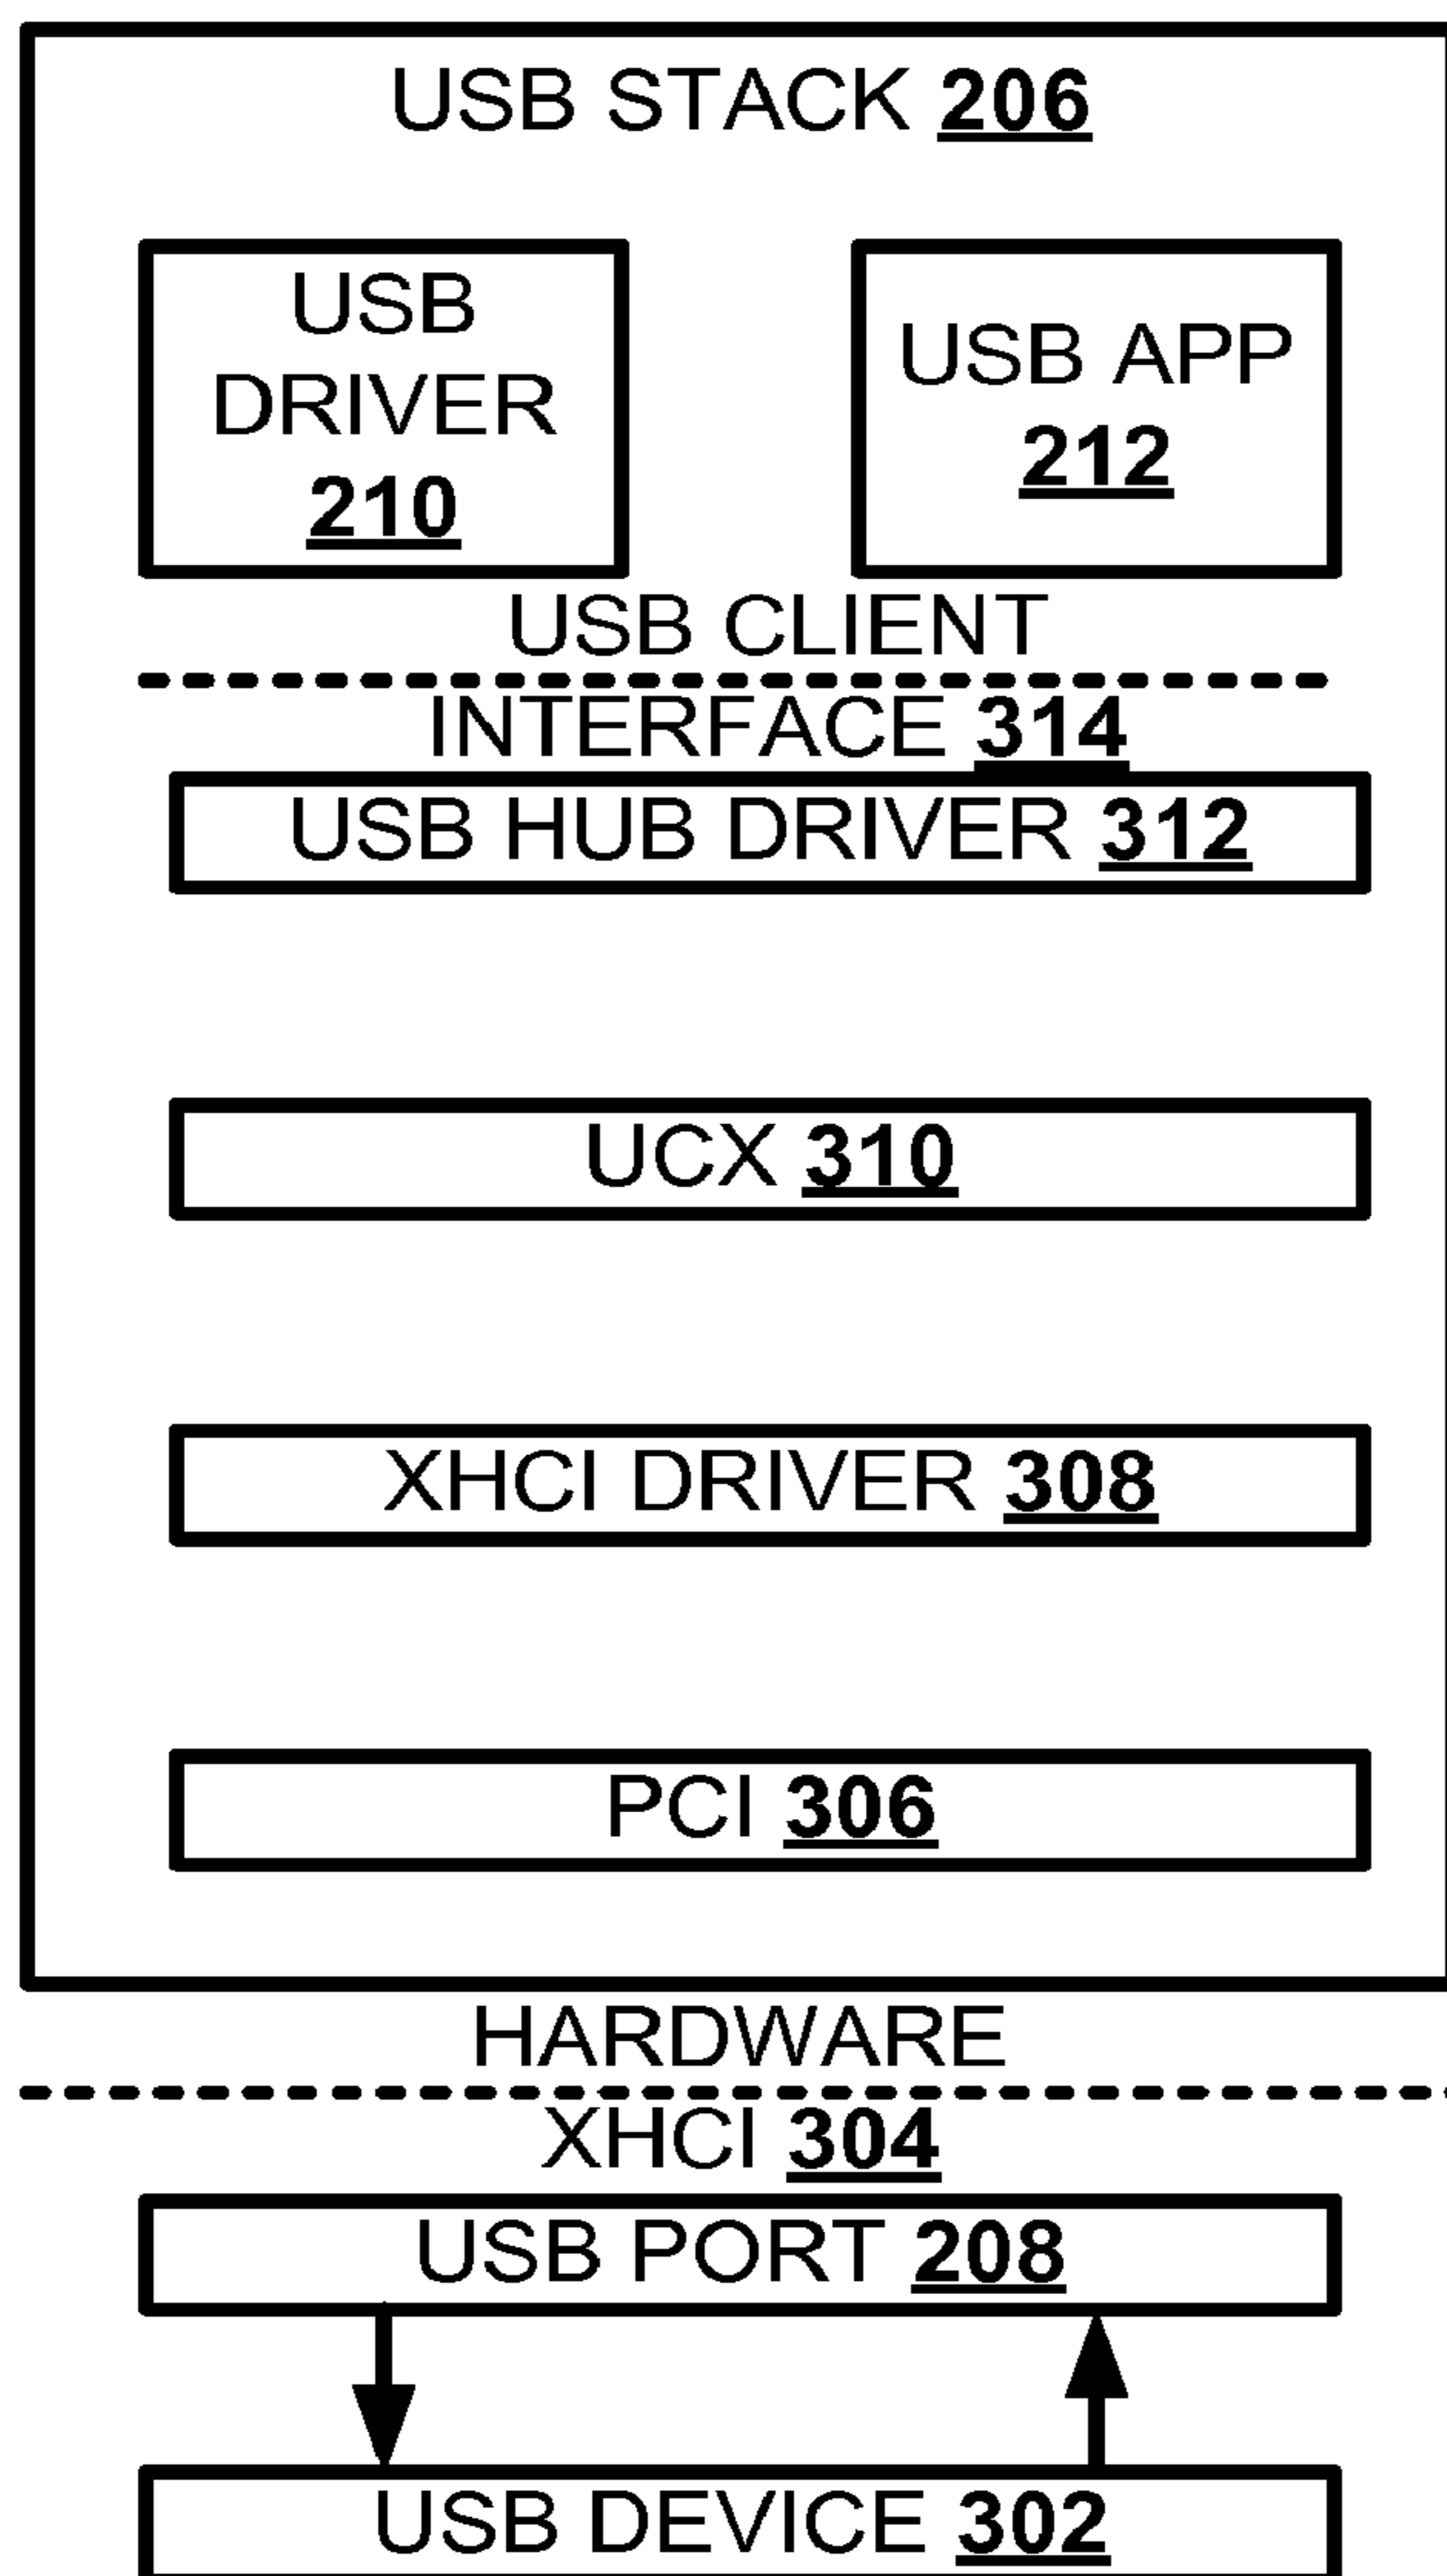 USB STACK 206
USB
DRIVER
210
USB APP
212
USB CLIENT
INTERFACE 314
USB HUB DRIVER 312
UCX 310
XHCI DRIVER 308
PCI 306
HARDWARE
XHCI 304
USB PORT 208
USB DEVICE 302